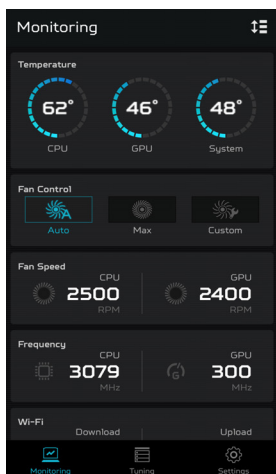 Monitoring
Temperature
62° 46° 48°
CPU GPU System
Fan Control
A
Auto Max Custom
Fan Speed
CPU GPU
2500 2400
RPM RPM
Frequency
CPU GPU
G
3079 300
MHz MHz
Wi-Fi
Download Upload
Monitoring Tuning Settings